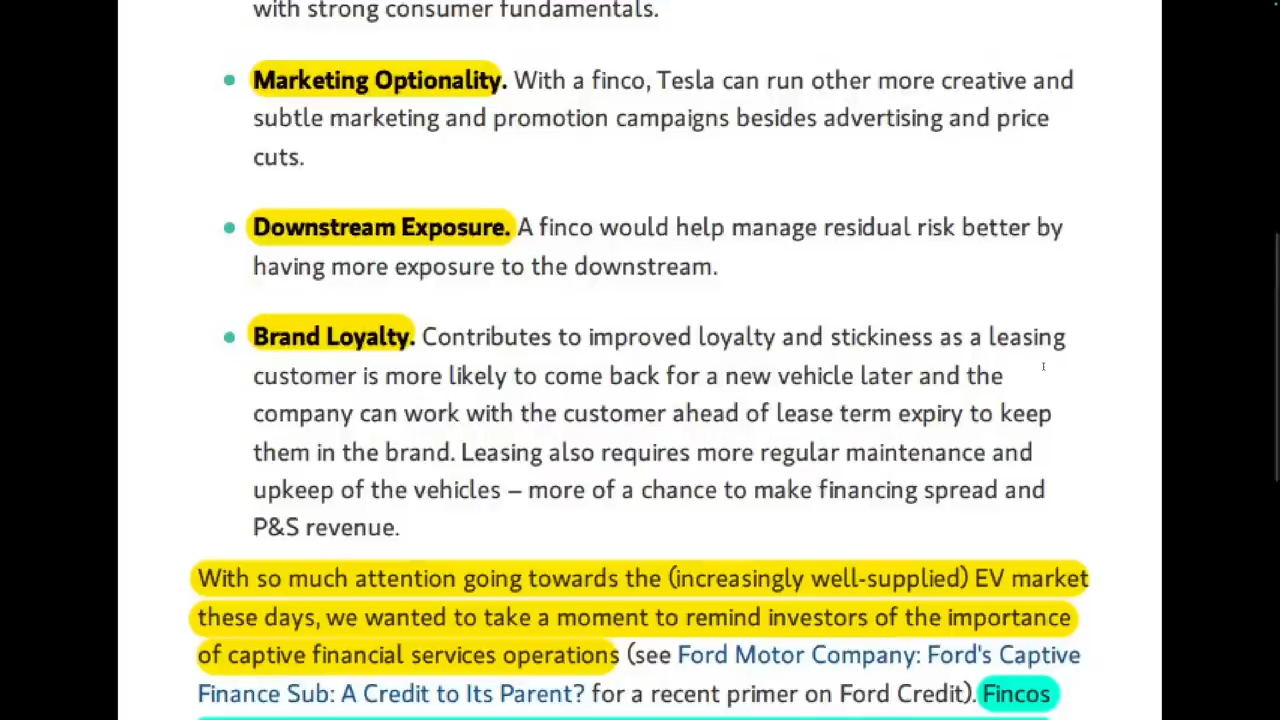 with strong consumer fundamentals.
Marketing Optionality. With a finco, Tesla can run other more creative and
subtle marketing and promotion campaigns besides advertising and price
cuts.
Downstream Exposure. A finco would help manage residual risk better by
having more exposure to the downstream.
Brand Loyalty. Contributes to improved loyalty and stickiness as a leasing
customer is more likely to come back for a new vehicle later and the
company can work with the customer ahead of lease term expiry to keep
them in the brand. Leasing also requires more regular maintenance and
upkeep of the vehicles – more of a chance to make financing spread and
P&S revenue.
With so much attention going towards the (increasingly well-supplied) EV market
these days, we wanted to take a moment to remind investors of the importance
of captive financial services operations (see Ford Motor Company: Ford's Captive
Finance Sub: A Credit to Its Parent? for a recent primer on Ford Credit). Fincos